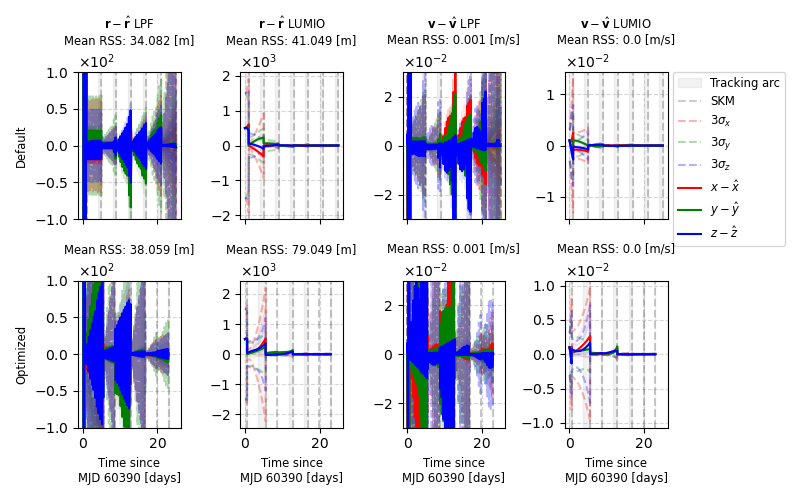 r − r̂ LPF
Mean RSS: 34.082 [m]
r − r̂ LUMIO
Mean RSS: 41.049 [m]
v − v̂ LPF
Mean RSS: 0.001 [m/s]
v − v̂ LUMIO
Mean RSS: 0.0 [m/s]
×10²
×10³
×10⁻²
×10⁻²
Default
1.0
0.5
0.0
−0.5
−1.0
2
1
0
−1
−2
2
0
−2
1
0
−1
Tracking arc
SKM
3σₓ
3σ_y
3σ_z
x − x̂
y − ŷ
z − ẑ
Mean RSS: 38.059 [m]
Mean RSS: 79.049 [m]
Mean RSS: 0.001 [m/s]
Mean RSS: 0.0 [m/s]
×10²
×10³
×10⁻²
×10⁻²
Optimized
1.0
0.5
0.0
−0.5
−1.0
2
1
0
−1
−2
2
0
−2
1.0
0.5
0.0
−0.5
−1.0
0 20
0 20
0 20
0 20
Time since
MJD 60390 [days]
Time since
MJD 60390 [days]
Time since
MJD 60390 [days]
Time since
MJD 60390 [days]